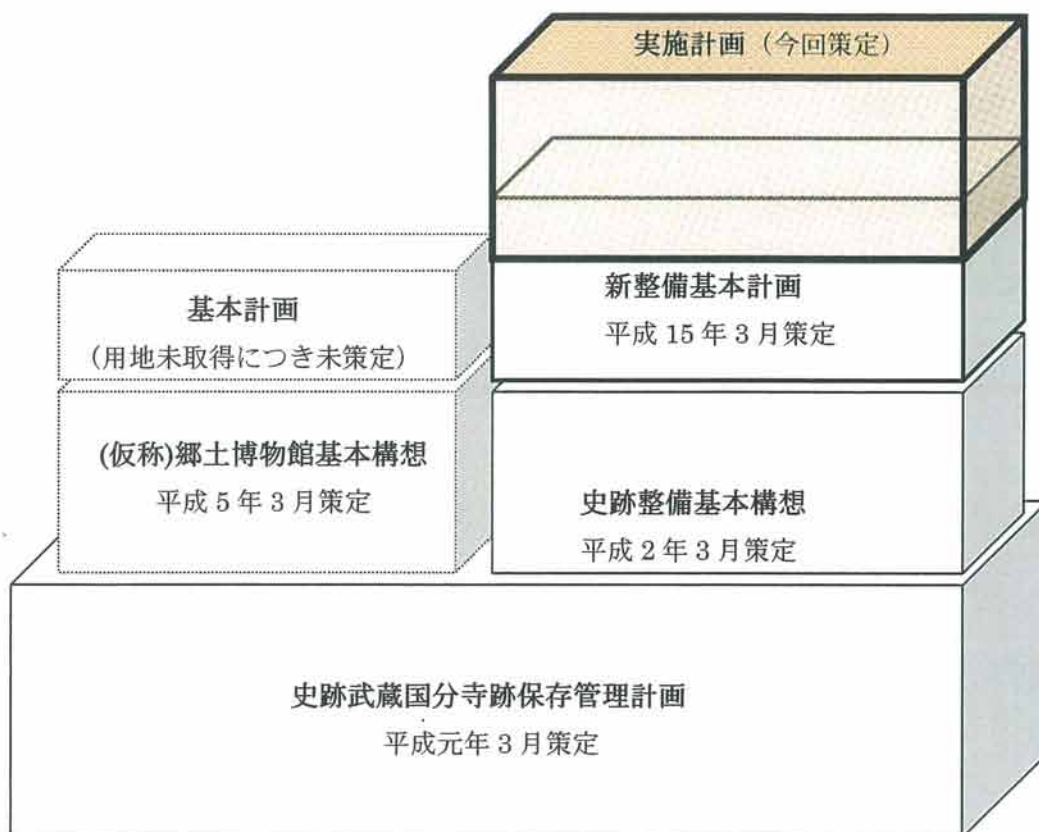 実施計画（今回策定）
新整備基本計画
平成 15 年 3 月策定
基本計画
（用地未取得につき未策定）
(仮称)郷土博物館基本構想
平成 5 年 3 月策定
史跡整備基本構想
平成 2 年 3 月策定
史跡武蔵国分寺跡保存管理計画
平成元年 3 月策定